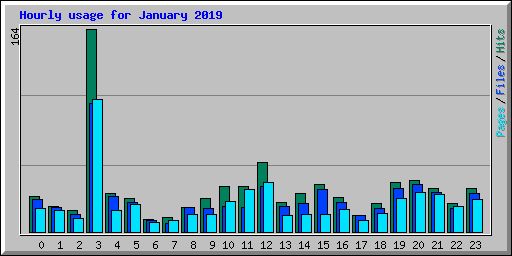 Hourly usage for January 2019
164
Pages/Files/Hits
0 1 2 3 4 5 6 7 8 9 10 11 12 13 14 15 16 17 18 19 20 21 22 23